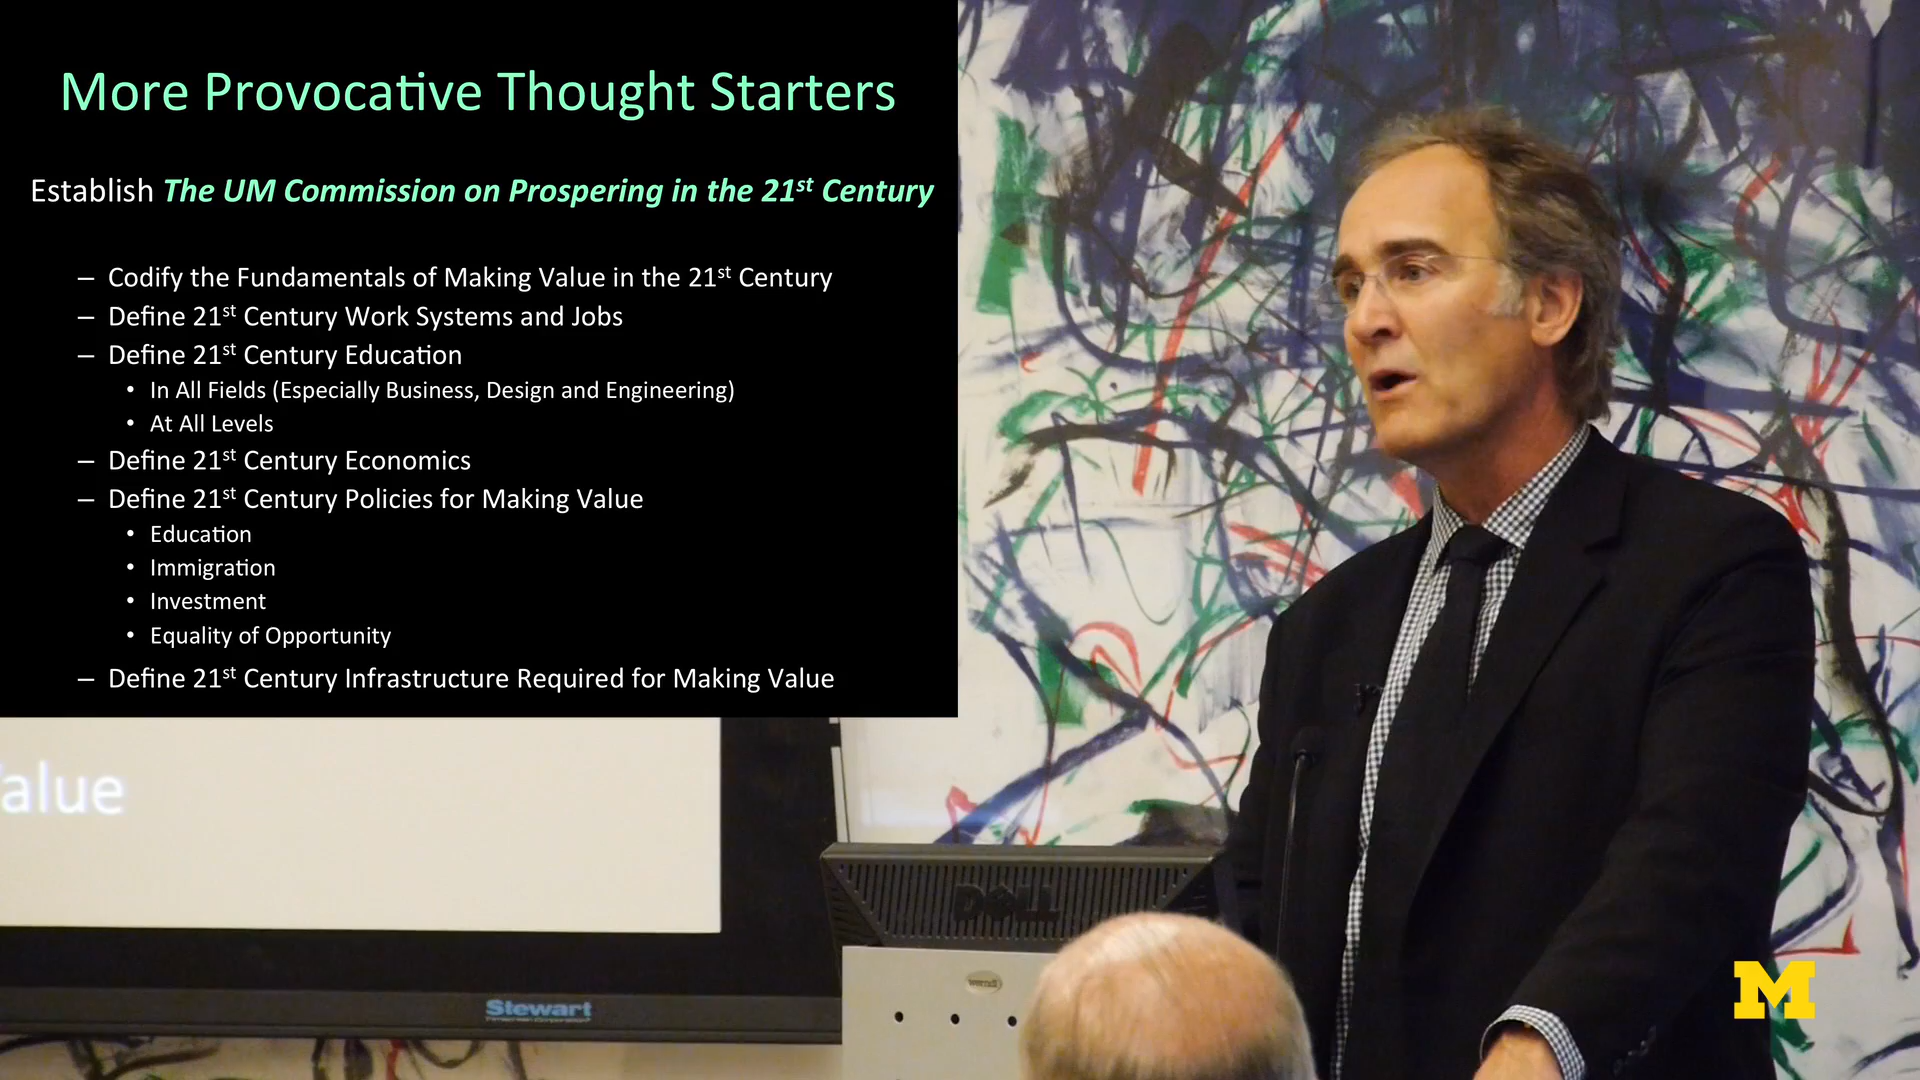 More Provocative Thought Starters
Establish The UM Commission on Prospering in the 21st Century
– Codify the Fundamentals of Making Value in the 21st Century
– Define 21st Century Work Systems and Jobs
– Define 21st Century Education
• In All Fields (Especially Business, Design and Engineering)
• At All Levels
– Define 21st Century Economics
– Define 21st Century Policies for Making Value
• Education
• Immigration
• Investment
• Equality of Opportunity
– Define 21st Century Infrastructure Required for Making Value
alue
DELL
Stewart
M